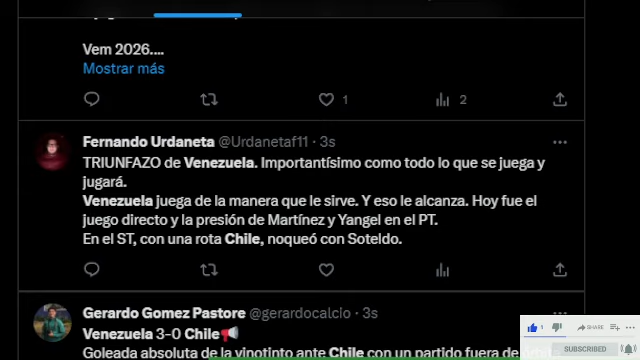 Vem 2026....
Mostrar más
1
2
Fernando Urdaneta @Urdanetaf11 · 3s
TRIUNFAZO de Venezuela. Importantísimo como todo lo que se juega y
jugará.
Venezuela juega de la manera que le sirve. Y eso le alcanza. Hoy fue el
juego directo y la presión de Martínez y Yangel en el PT.
En el ST, con una rota Chile, noqueó con Soteldo.
Gerardo Gomez Pastore @gerardocalcio · 3s
Venezuela 3-0 Chile
Goleada absoluta de la vinotinto ante Chile con un partido fuera de
1
SHARE
SUBSCRIBED